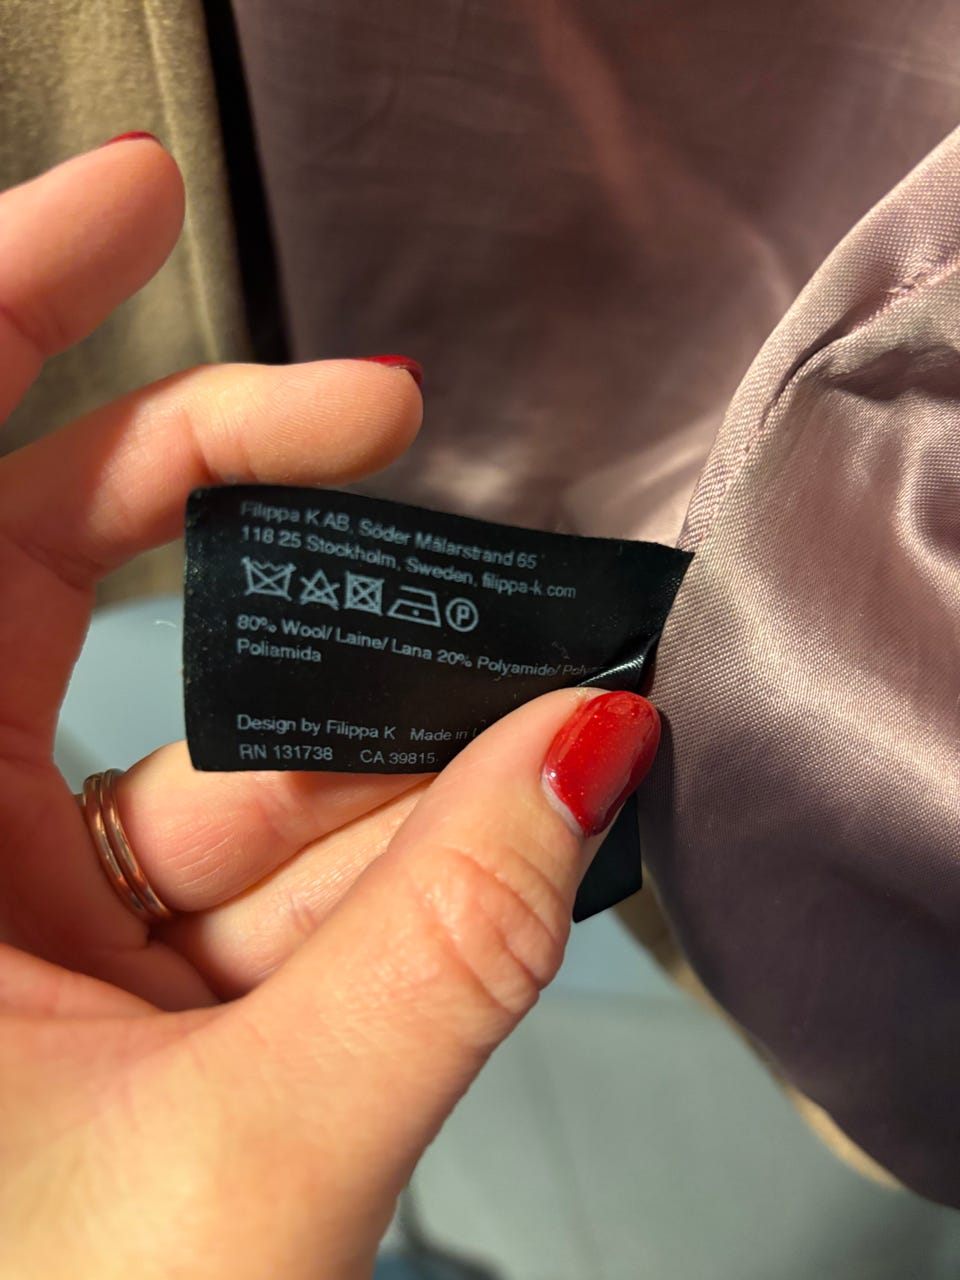 Filippa K AB, Söder Mälarstrand 65
118 25 Stockholm, Sweden, filippa-k.com
P
80% Wool/ Laine/ Lana 20% Polyamide/
Poliamida
Design by Filippa K Made in
RN 131738 CA 39815